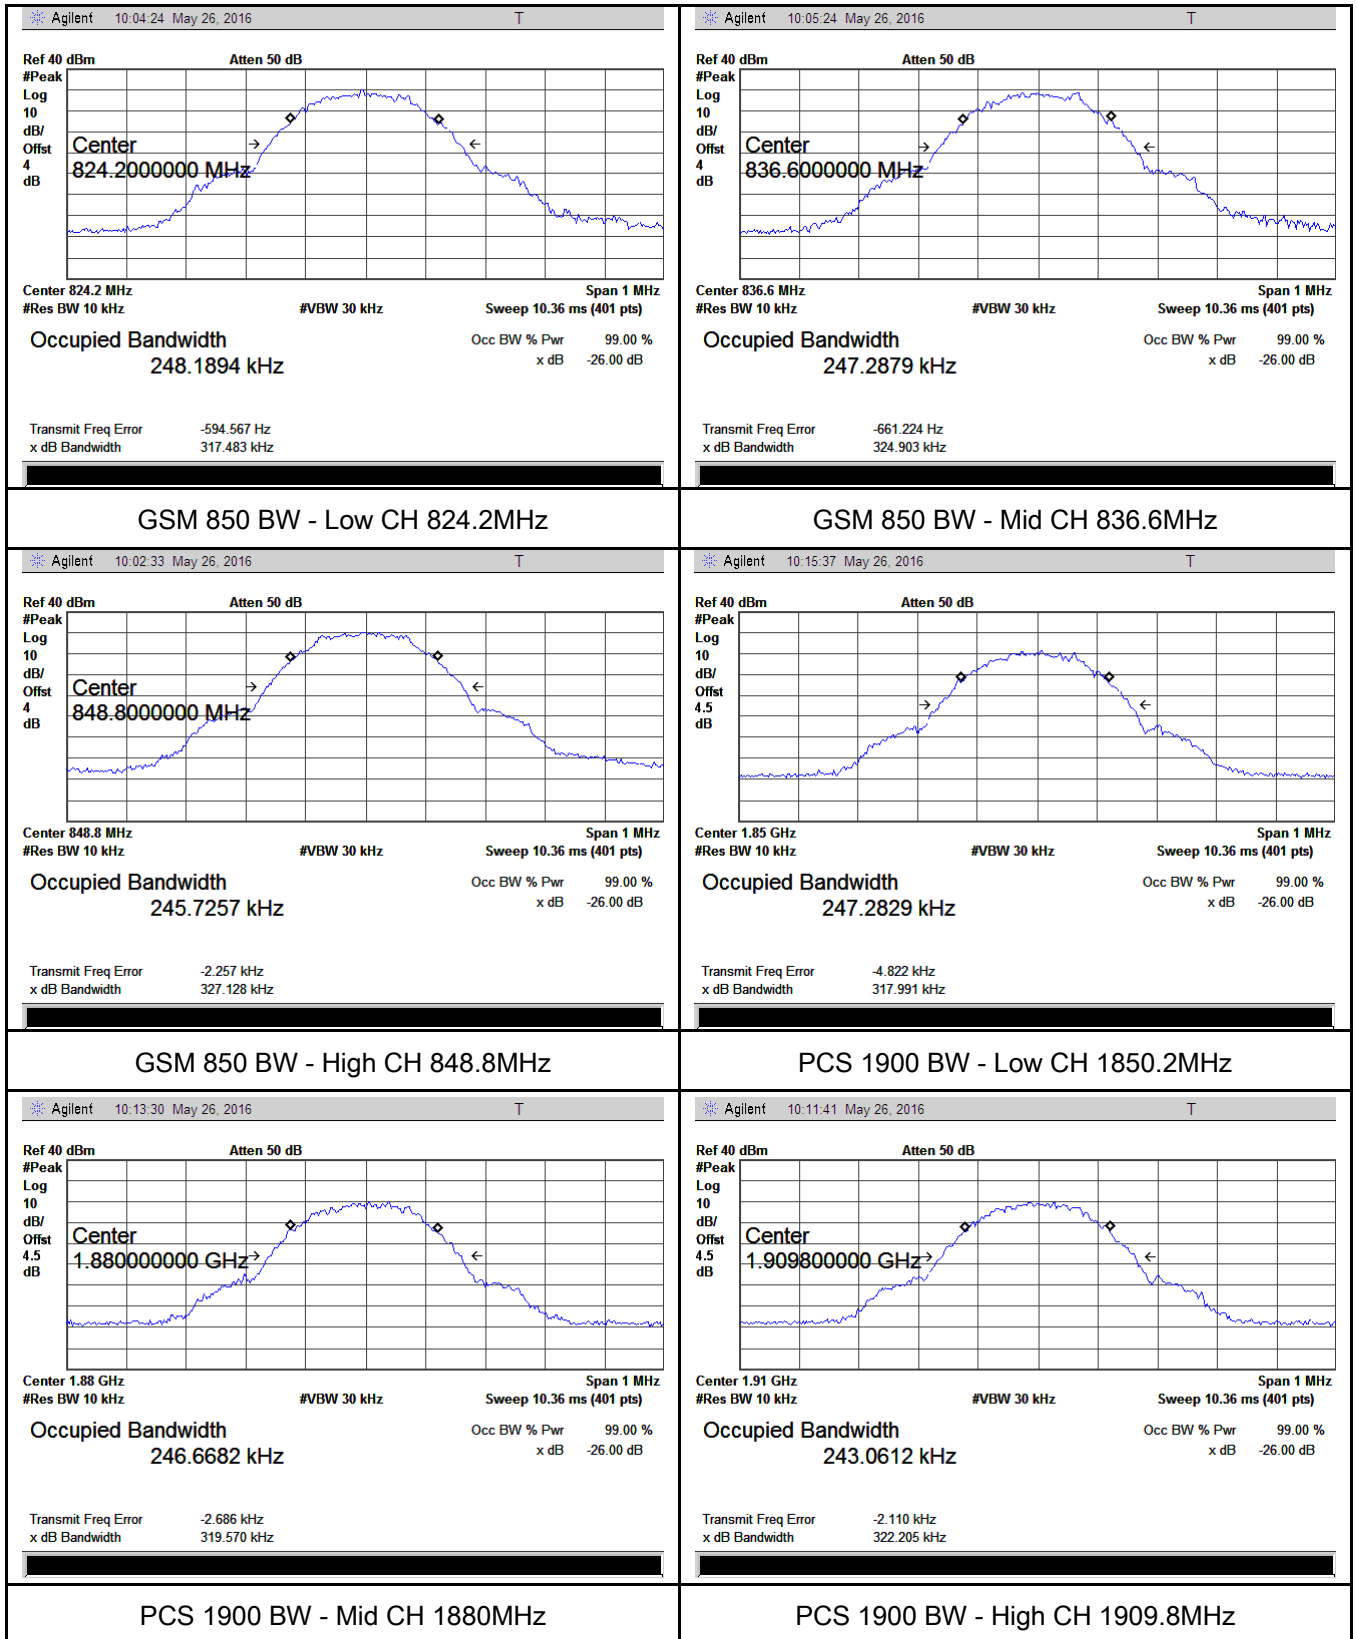 Agilent 10:04:24 May 26, 2016 T
Ref 40 dBm Atten 50 dB
#Peak
Log
10
dB/
Offst
4
dB
Center
824.2000000 MHz
Center 824.2 MHz Span 1 MHz
#Res BW 10 kHz #VBW 30 kHz Sweep 10.36 ms (401 pts)
Occupied Bandwidth Occ BW % Pwr 99.00 %
248.1894 kHz x dB -26.00 dB
Transmit Freq Error -594.567 Hz
x dB Bandwidth 317.483 kHz
GSM 850 BW - Low CH 824.2MHz
Agilent 10:05:24 May 26, 2016 T
Ref 40 dBm Atten 50 dB
#Peak
Log
10
dB/
Offst
4
dB
Center
836.6000000 MHz
Center 836.6 MHz Span 1 MHz
#Res BW 10 kHz #VBW 30 kHz Sweep 10.36 ms (401 pts)
Occupied Bandwidth Occ BW % Pwr 99.00 %
247.2879 kHz x dB -26.00 dB
Transmit Freq Error -661.224 Hz
x dB Bandwidth 324.903 kHz
GSM 850 BW - Mid CH 836.6MHz
Agilent 10:02:33 May 26, 2016 T
Ref 40 dBm Atten 50 dB
#Peak
Log
10
dB/
Offst
4
dB
Center
848.8000000 MHz
Center 848.8 MHz Span 1 MHz
#Res BW 10 kHz #VBW 30 kHz Sweep 10.36 ms (401 pts)
Occupied Bandwidth Occ BW % Pwr 99.00 %
245.7257 kHz x dB -26.00 dB
Transmit Freq Error -2.257 kHz
x dB Bandwidth 327.128 kHz
GSM 850 BW - High CH 848.8MHz
Agilent 10:15:37 May 26, 2016 T
Ref 40 dBm Atten 50 dB
#Peak
Log
10
dB/
Offst
4.5
dB
Center 1.85 GHz Span 1 MHz
#Res BW 10 kHz #VBW 30 kHz Sweep 10.36 ms (401 pts)
Occupied Bandwidth Occ BW % Pwr 99.00 %
247.2829 kHz x dB -26.00 dB
Transmit Freq Error -4.822 kHz
x dB Bandwidth 317.991 kHz
PCS 1900 BW - Low CH 1850.2MHz
Agilent 10:13:30 May 26, 2016 T
Ref 40 dBm Atten 50 dB
#Peak
Log
10
dB/
Offst
4.5
dB
Center
1.880000000 GHz
Center 1.88 GHz Span 1 MHz
#Res BW 10 kHz #VBW 30 kHz Sweep 10.36 ms (401 pts)
Occupied Bandwidth Occ BW % Pwr 99.00 %
246.6682 kHz x dB -26.00 dB
Transmit Freq Error -2.686 kHz
x dB Bandwidth 319.570 kHz
PCS 1900 BW - Mid CH 1880MHz
Agilent 10:11:41 May 26, 2016 T
Ref 40 dBm Atten 50 dB
#Peak
Log
10
dB/
Offst
4.5
dB
Center
1.909800000 GHz
Center 1.91 GHz Span 1 MHz
#Res BW 10 kHz #VBW 30 kHz Sweep 10.36 ms (401 pts)
Occupied Bandwidth Occ BW % Pwr 99.00 %
243.0612 kHz x dB -26.00 dB
Transmit Freq Error -2.110 kHz
x dB Bandwidth 322.205 kHz
PCS 1900 BW - High CH 1909.8MHz